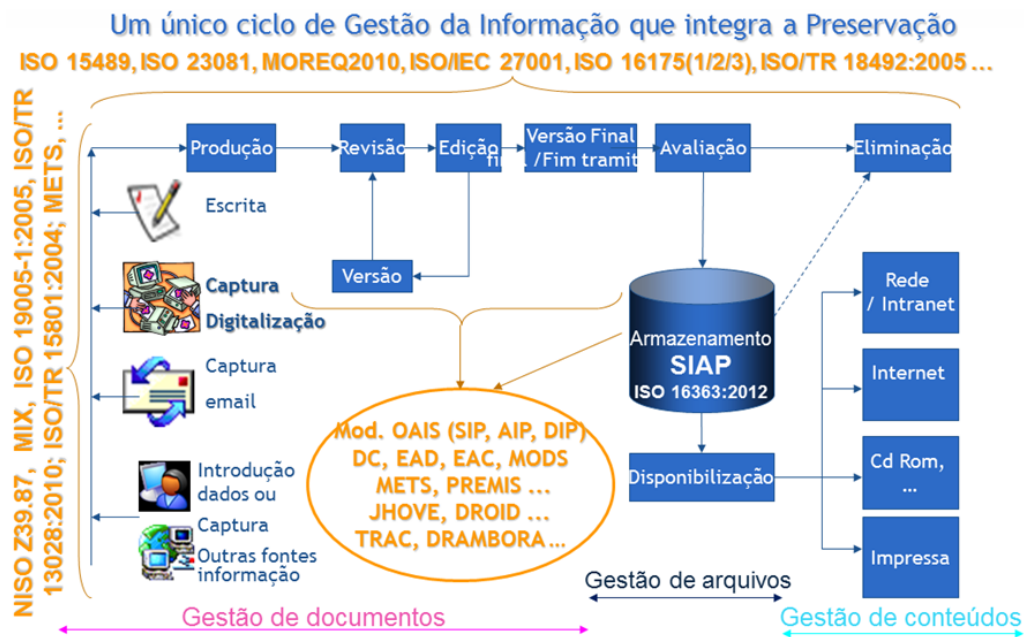 Um único ciclo de Gestão da Informação que integra a Preservação
ISO 15489, ISO 23081, MOREQ2010, ISO/IEC 27001, ISO 16175(1/2/3), ISO/TR 18492:2005 ...
NISO Z39.87, MIX, ISO 19005-1:2005, ISO/TR
13028:2010; ISO/TR 15801:2004; METS, ...
Produção
Revisão
Edição
Versão Final
final /Fim tramit
Avaliação
Eliminação
Escrita
Versão
Captura
Digitalização
Captura
email
Introdução
dados ou
Captura
Outras fontes
informação
Mod. OAIS (SIP, AIP, DIP)
DC, EAD, EAC, MODS
METS, PREMIS ...
JHOVE, DROID ...
TRAC, DRAMBORA ...
Armazenamento
SIAP
ISO 16363:2012
Disponibilização
Rede
/ Intranet
Internet
Cd Rom,
...
Impressa
Gestão de documentos
Gestão de arquivos
Gestão de conteúdos